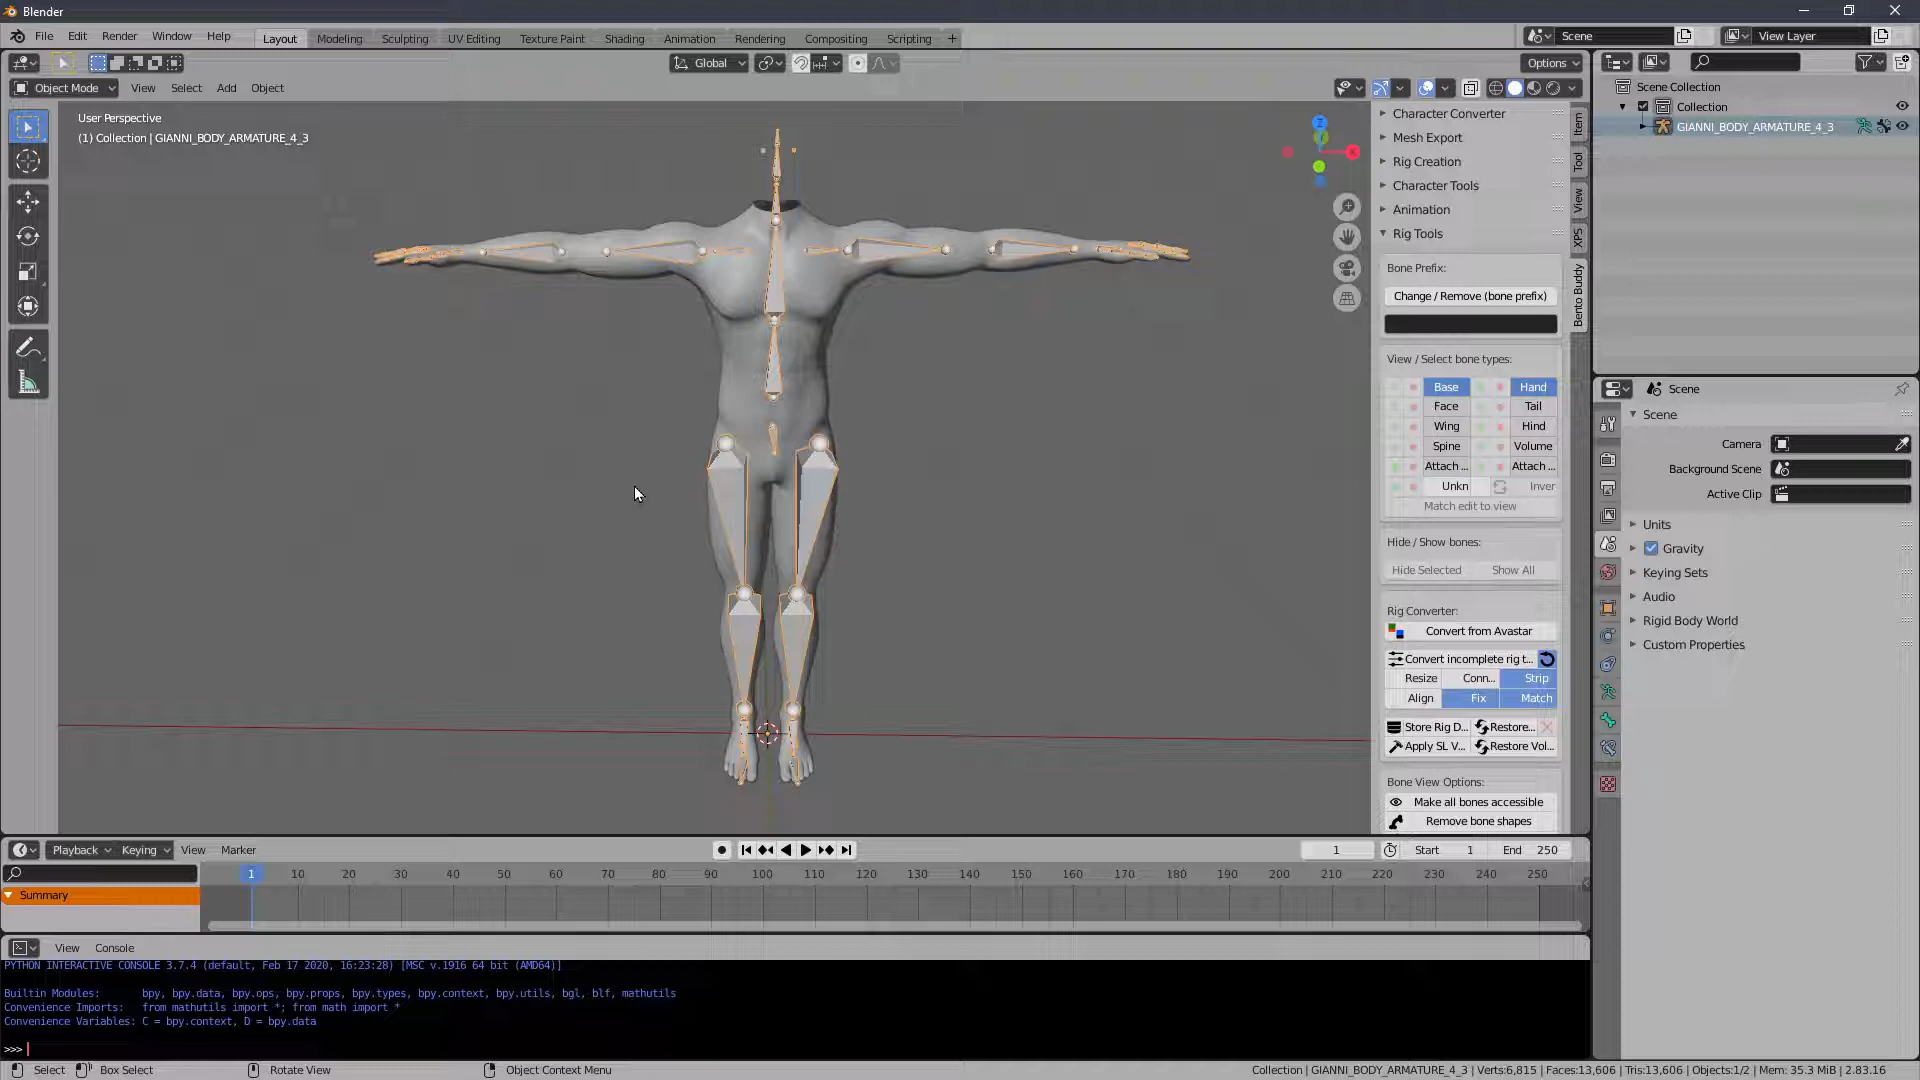 Blender
File Edit Render Window Help Layout Modeling Sculpting UV Editing Texture Paint Shading Animation Rendering Compositing Scripting + Scene View Layer
Global Options
Object Mode View Select Add Object
User Perspective
(1) Collection | GIANNI_BODY_ARMATURE_4_3
Z
X
Character Converter
Mesh Export
Rig Creation
Character Tools
Animation
Rig Tools
Bone Prefix:
Change / Remove (bone prefix)
View / Select bone types:
Base Hand
Face Tail
Wing Hind
Spine Volume
Attach ... Attach ...
Unkn Inver
Match edit to view
Hide / Show bones:
Hide Selected Show All
Rig Converter:
Convert from Avastar
Convert incomplete rig t...
Resize Conn... Strip
Align Fix Match
Store Rig D... Restore...
Apply SL V... Restore Vol...
Bone View Options:
Make all bones accessible
Remove bone shapes
Item
Tool
View
XPS
Bento Buddy
Scene Collection
Collection
GIANNI_BODY_ARMATURE_4_3
Scene
Scene
Camera
Background Scene
Active Clip
Units
Gravity
Keying Sets
Audio
Rigid Body World
Custom Properties
Playback Keying View Marker 1 Start 1 End 250
1 10 20 30 40 50 60 70 80 90 100 110 120 130 140 150 160 170 180 190 200 210 220 230 240 250
Summary
View Console
PYTHON INTERACTIVE CONSOLE 3.7.4 (default, Feb 17 2020, 16:23:28) [MSC v.1916 64 bit (AMD64)]
Builtin Modules: bpy, bpy.data, bpy.ops, bpy.props, bpy.types, bpy.context, bpy.utils, bgl, blf, mathutils
Convenience Imports: from mathutils import *; from math import *
Convenience Variables: C = bpy.context, D = bpy.data
>>>
Select Box Select Rotate View Object Context Menu Collection | GIANNI_BODY_ARMATURE_4_3 | Verts:6,815 | Faces:13,606 | Tris:13,606 | Objects:1/2 | Mem: 35.3 MiB | 2.83.16